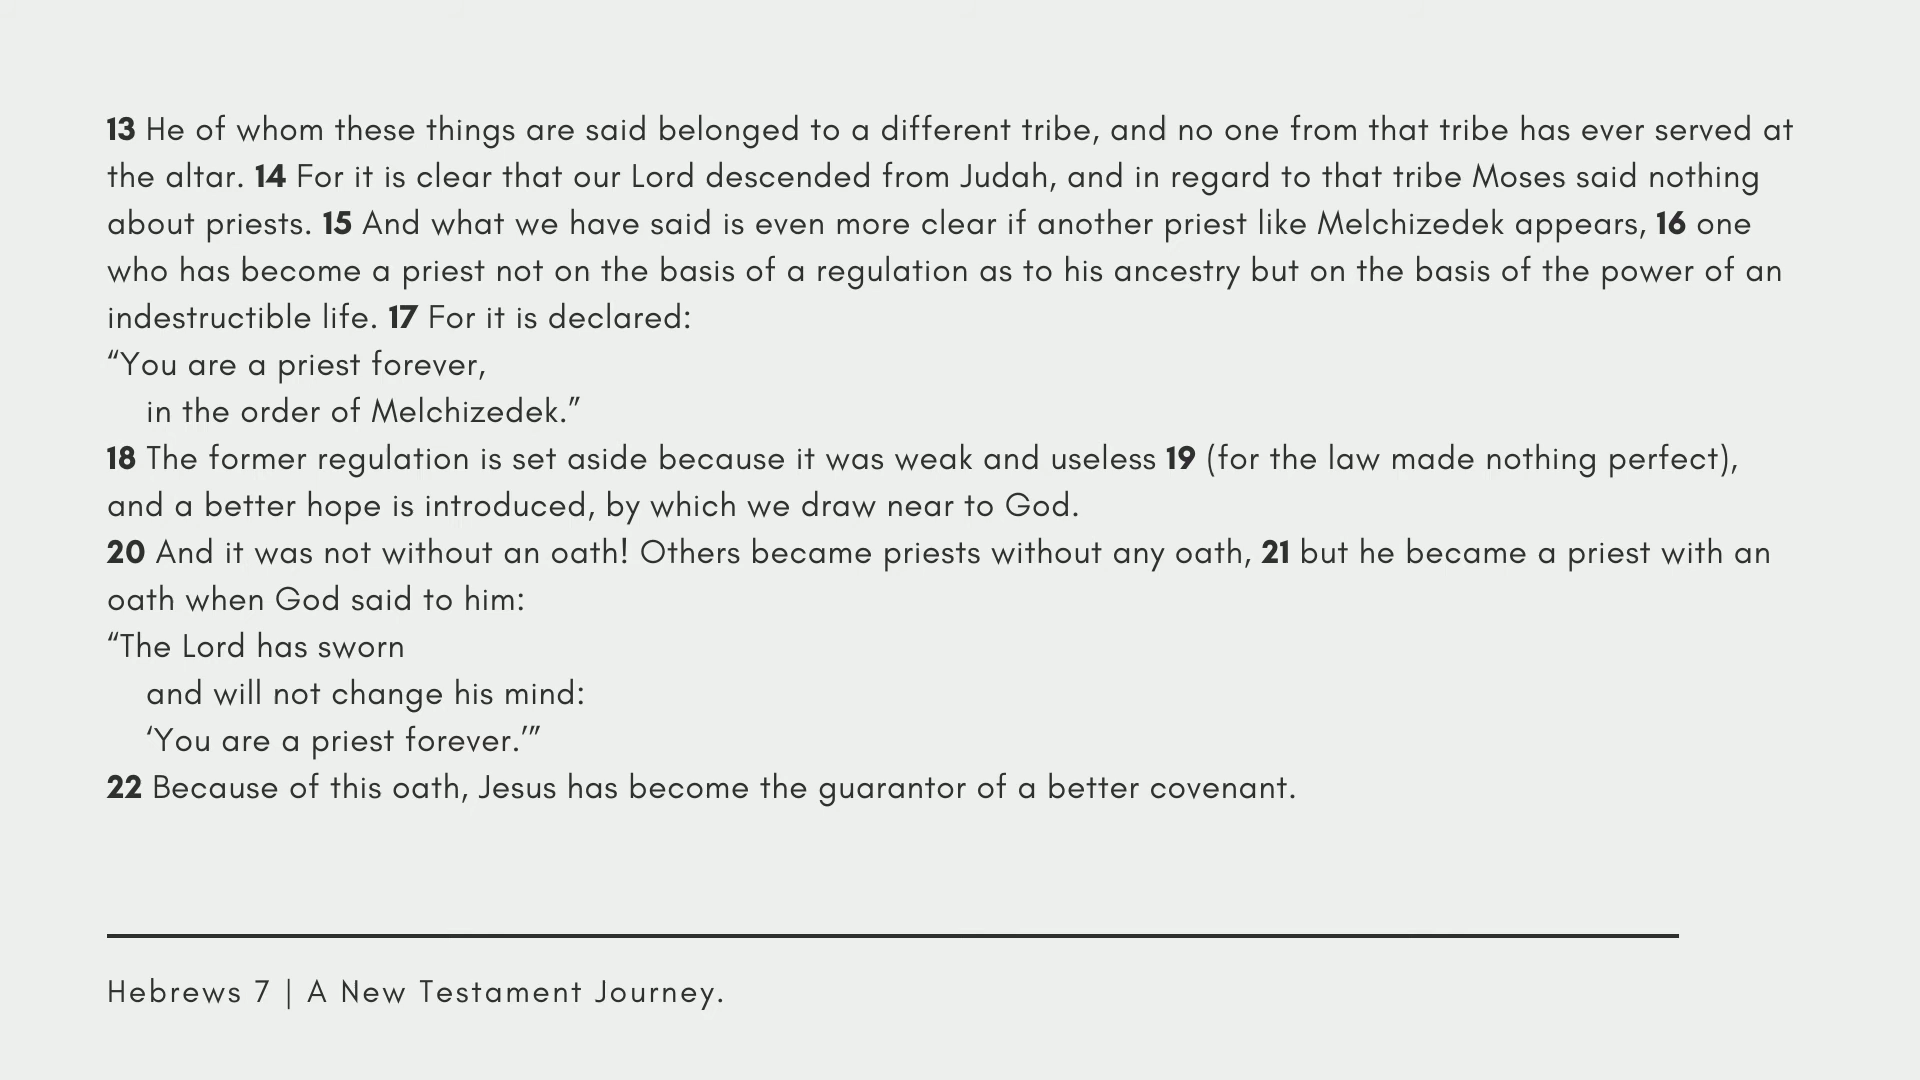 13 He of whom these things are said belonged to a different tribe, and no one from that tribe has ever served at
the altar. 14 For it is clear that our Lord descended from Judah, and in regard to that tribe Moses said nothing
about priests. 15 And what we have said is even more clear if another priest like Melchizedek appears, 16 one
who has become a priest not on the basis of a regulation as to his ancestry but on the basis of the power of an
indestructible life. 17 For it is declared:
“You are a priest forever,
in the order of Melchizedek.”
18 The former regulation is set aside because it was weak and useless 19 (for the law made nothing perfect),
and a better hope is introduced, by which we draw near to God.
20 And it was not without an oath! Others became priests without any oath, 21 but he became a priest with an
oath when God said to him:
“The Lord has sworn
and will not change his mind:
‘You are a priest forever.’”
22 Because of this oath, Jesus has become the guarantor of a better covenant.
Hebrews 7 | A New Testament Journey.